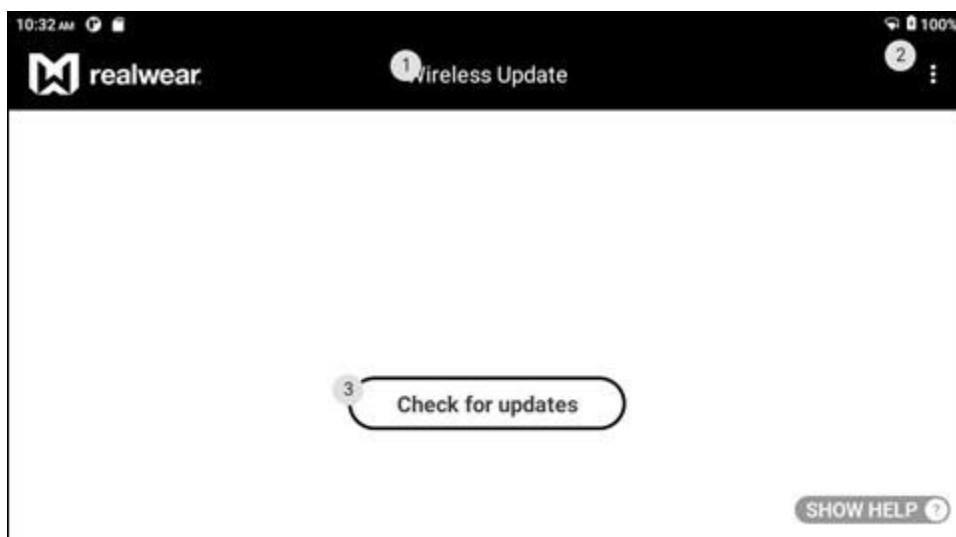 10:32 AM 100%
realwear
1 Wireless Update
2
3
Check for updates
SHOW HELP ?